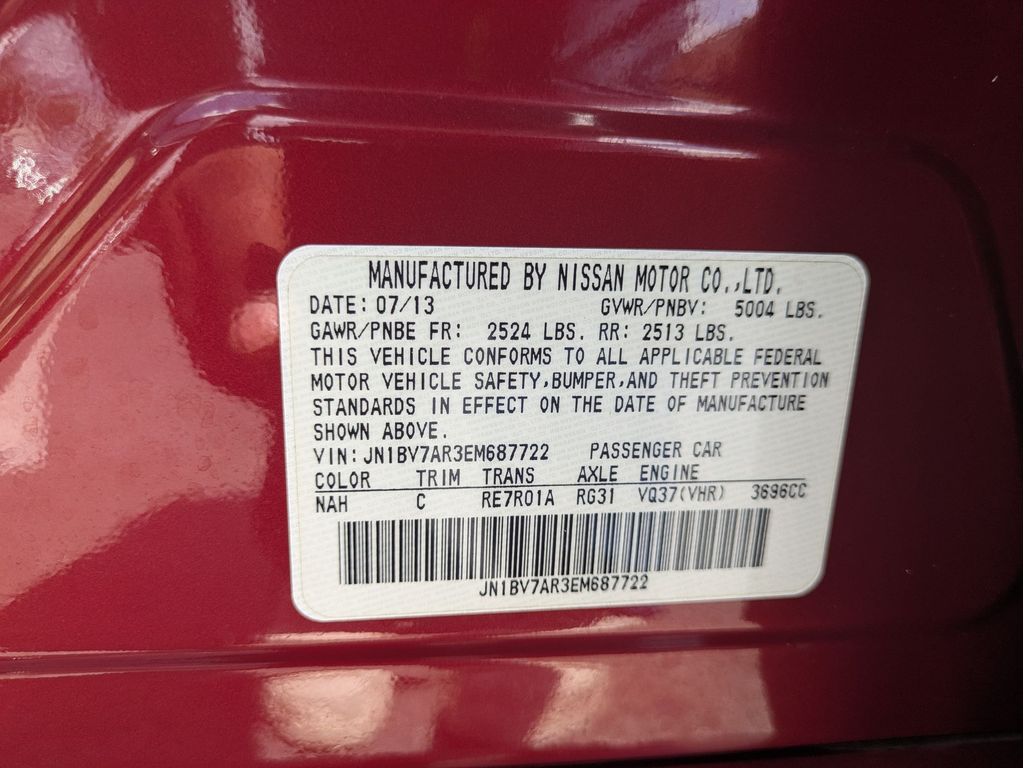 MANUFACTURED BY NISSAN MOTOR CO.,LTD.
DATE: 07/13 GVWR/PNBV: 5004 LBS.
GAWR/PNBE FR: 2524 LBS. RR: 2513 LBS.
THIS VEHICLE CONFORMS TO ALL APPLICABLE FEDERAL
MOTOR VEHICLE SAFETY,BUMPER,AND THEFT PREVENTION
STANDARDS IN EFFECT ON THE DATE OF MANUFACTURE
SHOWN ABOVE.
VIN: JN1BV7AR3EM687722 PASSENGER CAR
COLOR TRIM TRANS AXLE ENGINE
NAH C RE7R01A RG31 VQ37(VHR) 3696CC
JN1BV7AR3EM687722